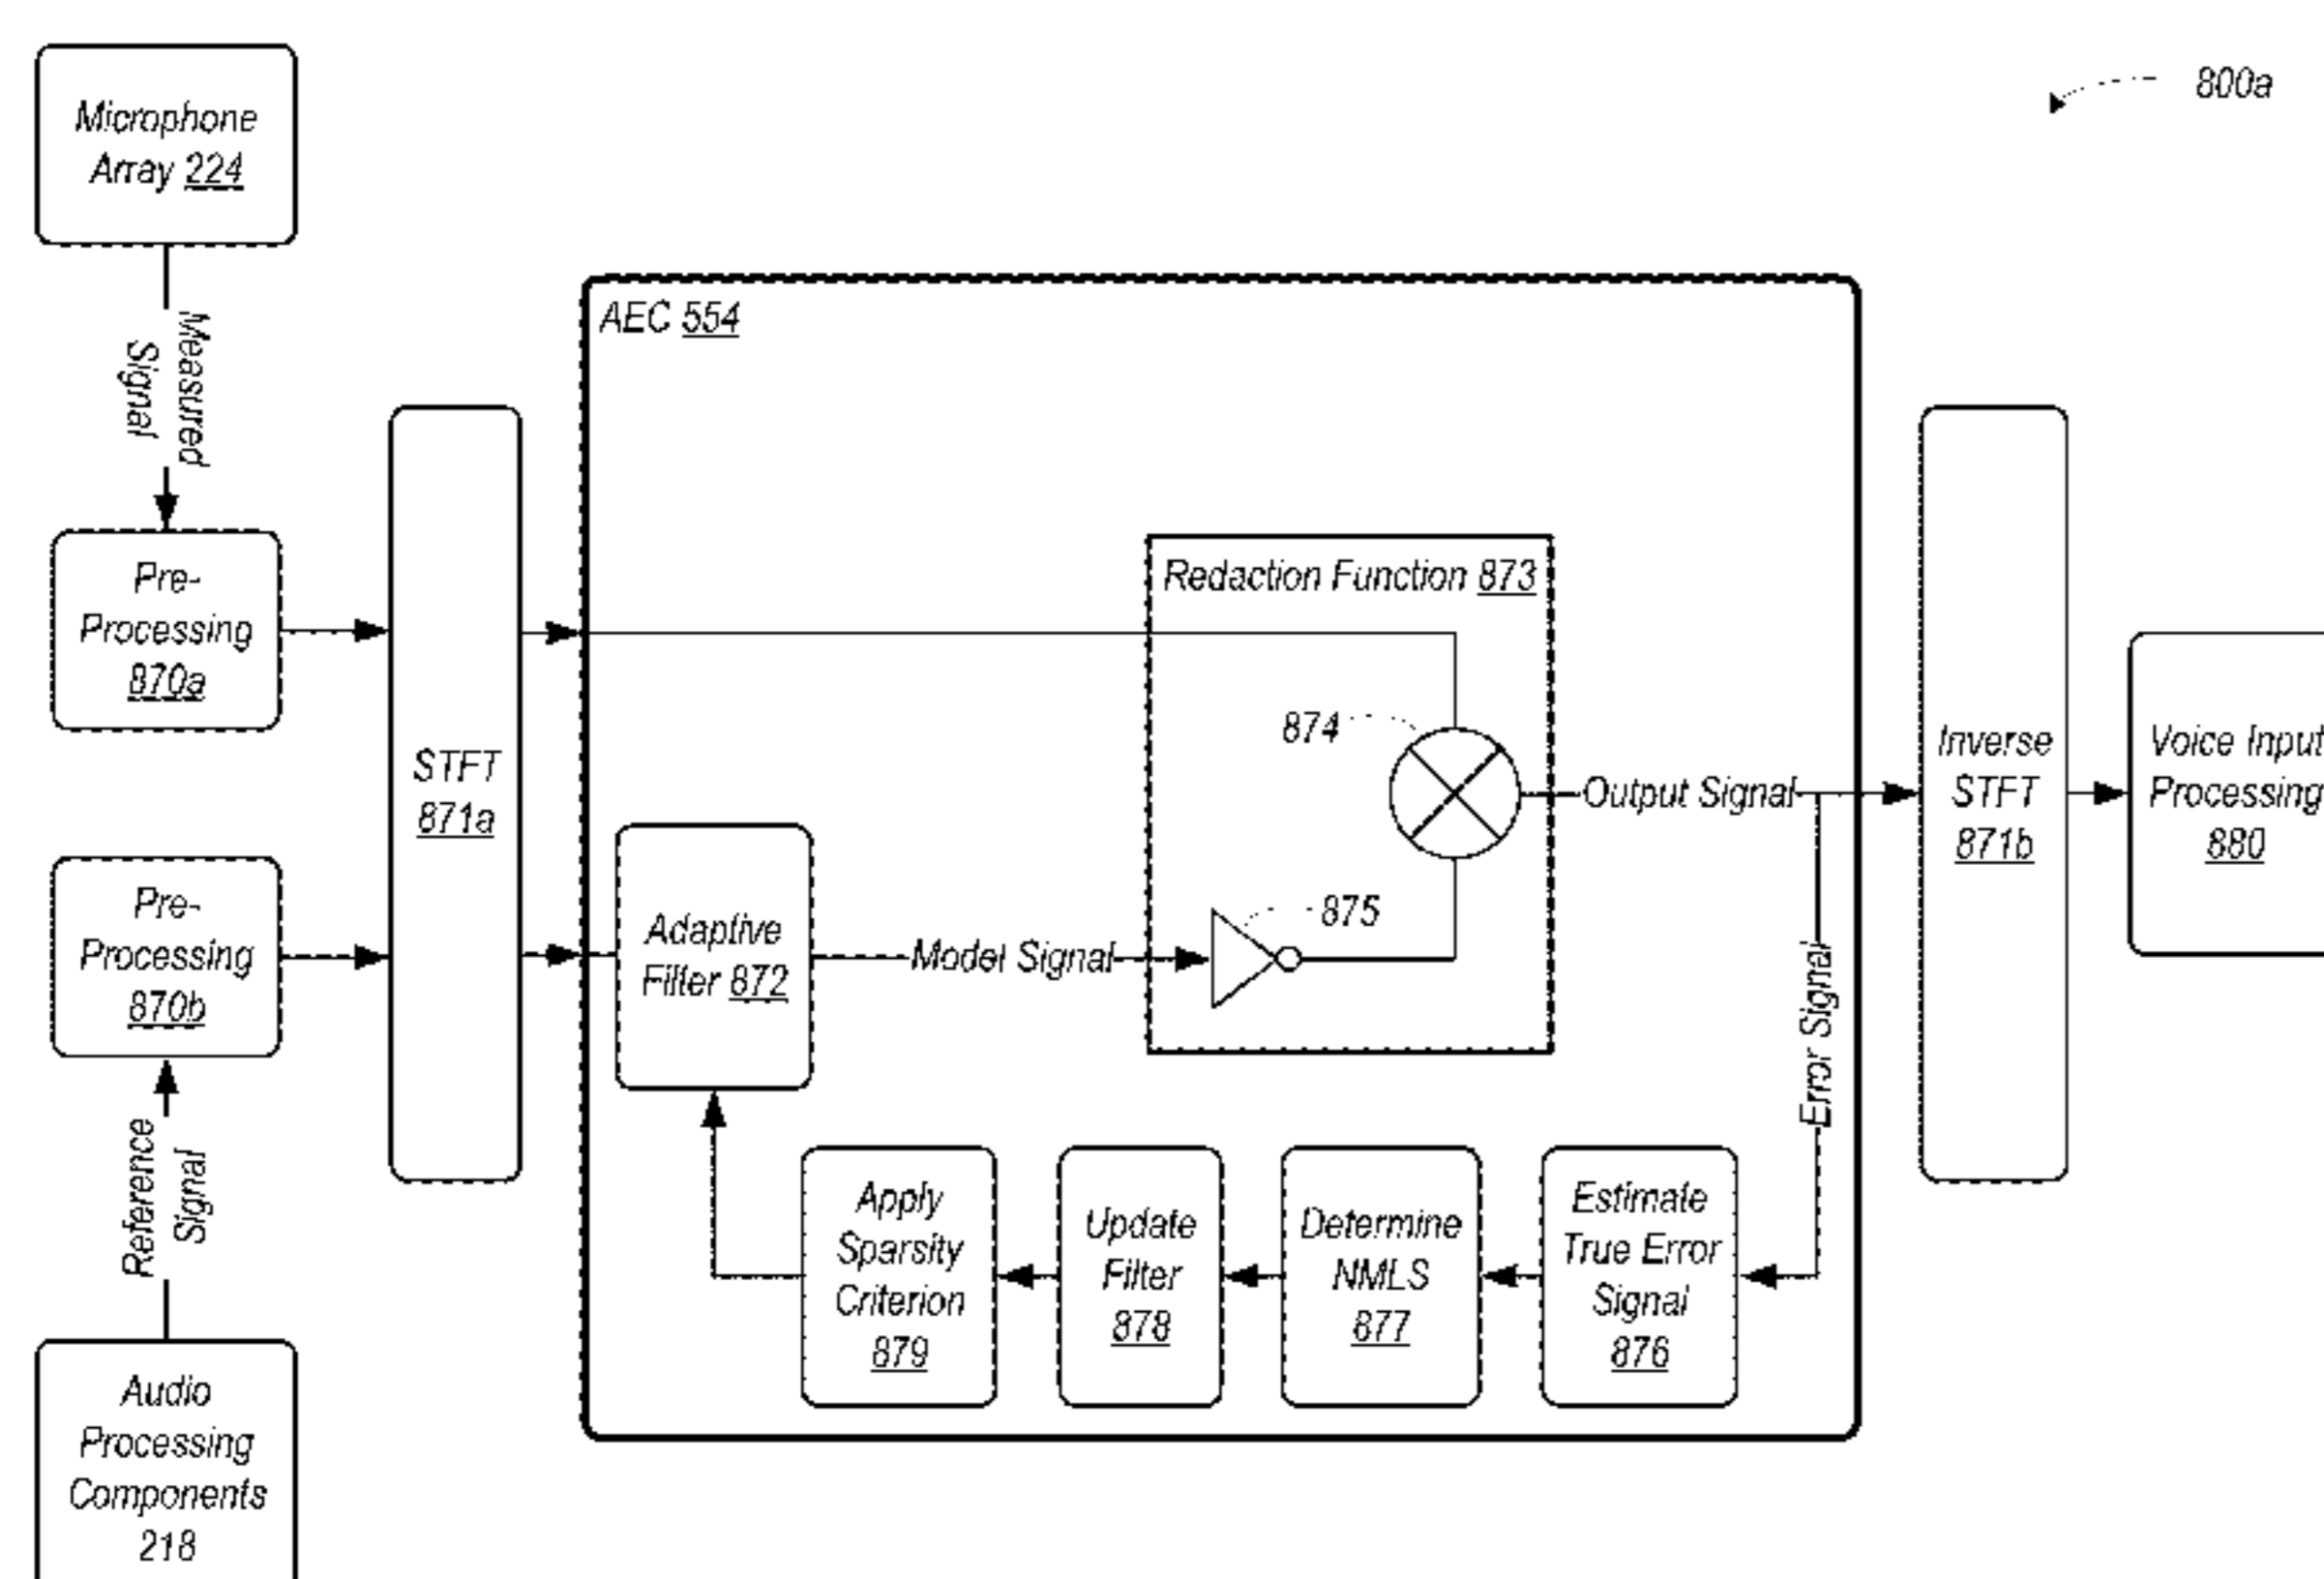 800a
Microphone
Array 224
Measured
Signal
Pre-
Processing
870a
STFT
871a
Pre-
Processing
870b
Reference
Signal
Audio
Processing
Components
218
AEC 554
Redaction Function 873
874
875
Adaptive
Filter 872
Model Signal
Output Signal
Error Signal
Apply
Sparsity
Criterion
879
Update
Filter
878
Determine
NMLS
877
Estimate
True Error
Signal
876
Inverse
STFT
871b
Voice Input
Processing
880